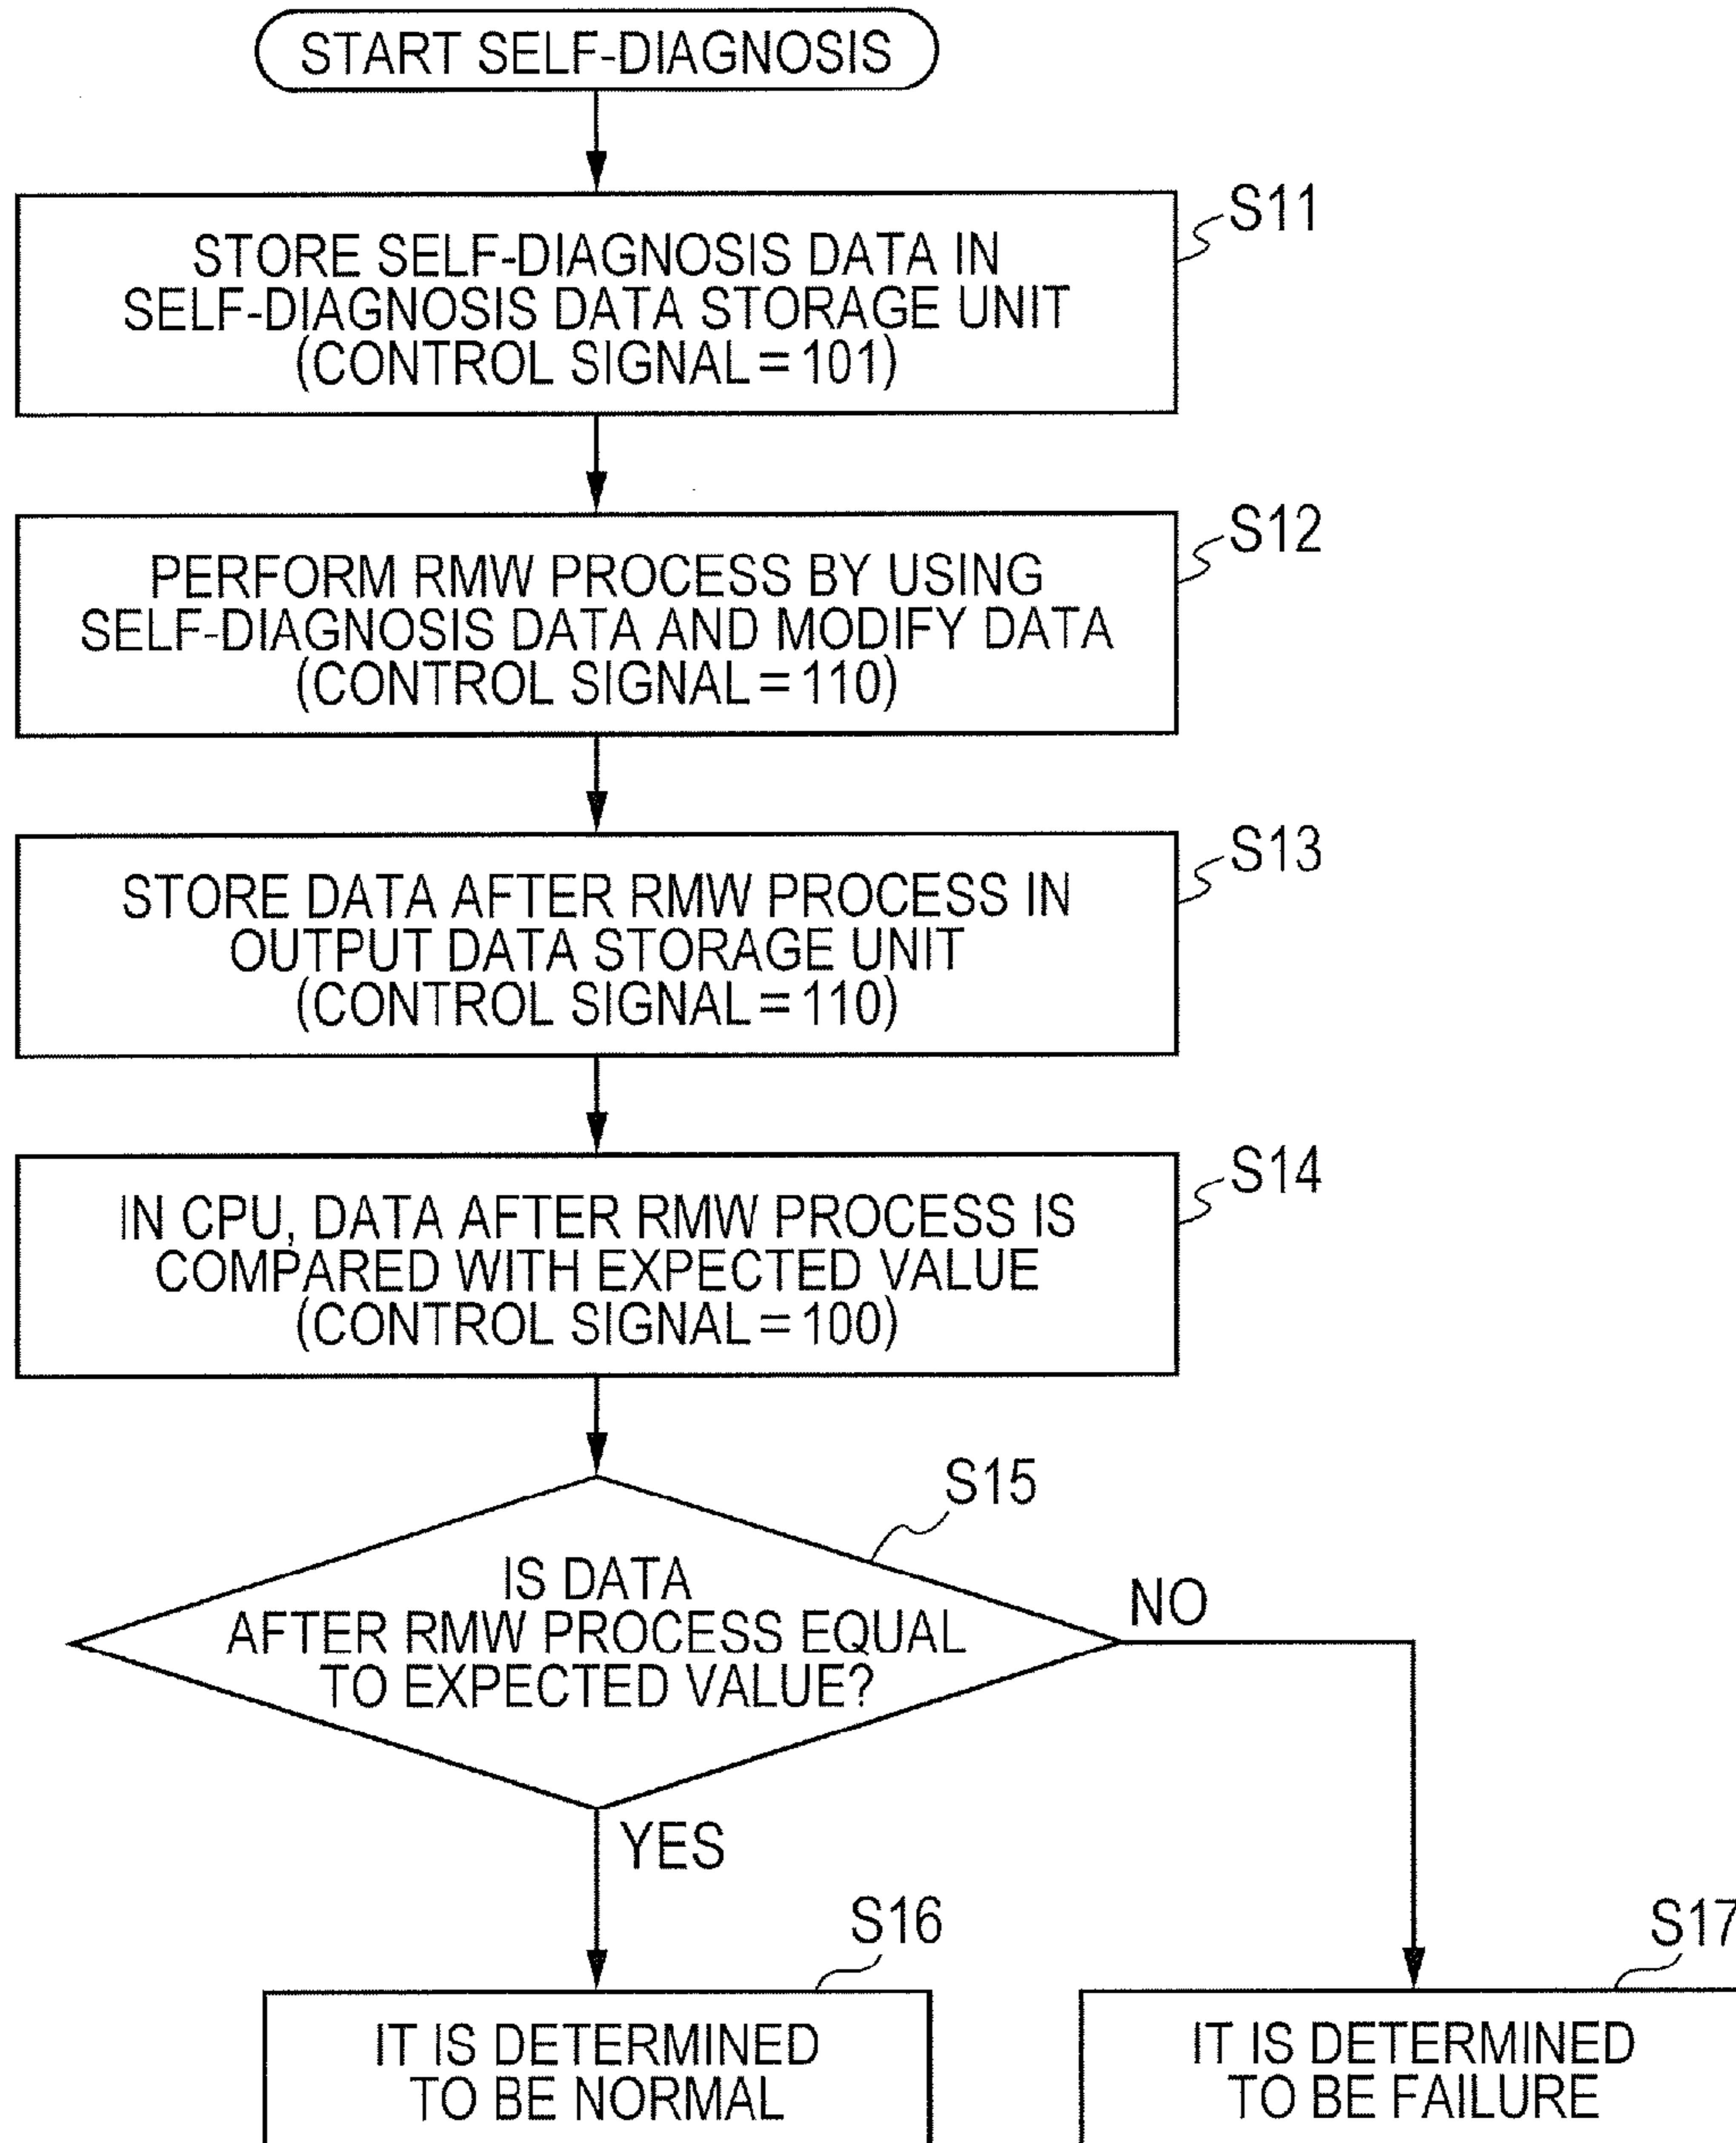 START SELF-DIAGNOSIS
S11
STORE SELF-DIAGNOSIS DATA IN
SELF-DIAGNOSIS DATA STORAGE UNIT
(CONTROL SIGNAL=101)
S12
PERFORM RMW PROCESS BY USING
SELF-DIAGNOSIS DATA AND MODIFY DATA
(CONTROL SIGNAL=110)
S13
STORE DATA AFTER RMW PROCESS IN
OUTPUT DATA STORAGE UNIT
(CONTROL SIGNAL=110)
S14
IN CPU, DATA AFTER RMW PROCESS IS
COMPARED WITH EXPECTED VALUE
(CONTROL SIGNAL=100)
S15
IS DATA
AFTER RMW PROCESS EQUAL
TO EXPECTED VALUE?
NO
YES
S16
IT IS DETERMINED
TO BE NORMAL
S17
IT IS DETERMINED
TO BE FAILURE